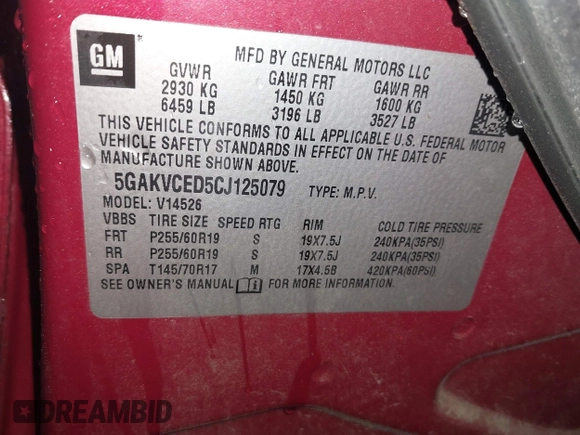 GM
MFD BY GENERAL MOTORS LLC
GVWR GAWR FRT GAWR RR
2930 KG 1450 KG 1600 KG
6459 LB 3196 LB 3527 LB
THIS VEHICLE CONFORMS TO ALL APPLICABLE U.S. FEDERAL MOTOR
VEHICLE SAFETY STANDARDS IN EFFECT ON THE DATE OF
MANUFACTURE SHOWN ABOVE.
5GAKVCED5CJ125079 TYPE: M.P.V.
MODEL: V14526
VBBS TIRE SIZE SPEED RTG RIM COLD TIRE PRESSURE
FRT P255/60R19 S 19X7.5J 240KPA(35PSI)
RR P255/60R19 S 19X7.5J 240KPA(35PSI)
SPA T145/70R17 M 17X4.5B 420KPA(60PSI)
SEE OWNER'S MANUAL FOR MORE INFORMATION.
DREAMBID